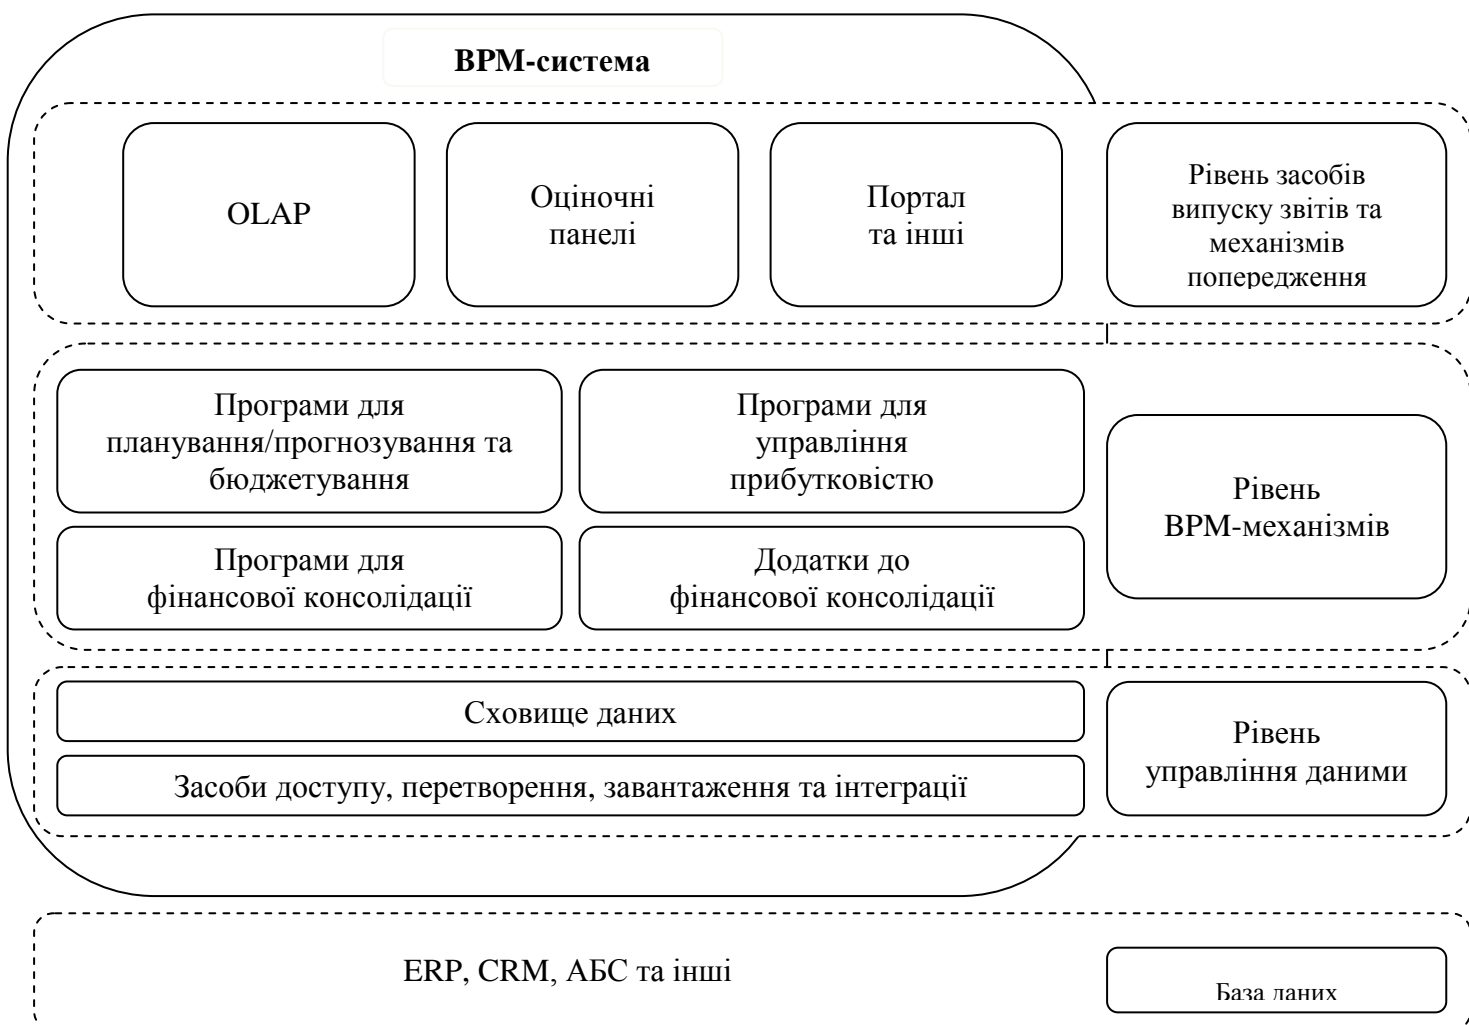 ВРМ-система
OLAP
Оціночні
панелі
Портал
та інші
Рівень засобів
випуску звітів та
механізмів
попередження
Програми для
планування/прогнозування та
бюджетування
Програми для
управління
прибутковістю
Програми для
фінансової консолідації
Додатки до
фінансової консолідації
Рівень
ВРМ-механізмів
Сховище даних
Засоби доступу, перетворення, завантаження та інтеграції
Рівень
управління даними
ERP, CRM, АБС та інші
База даних